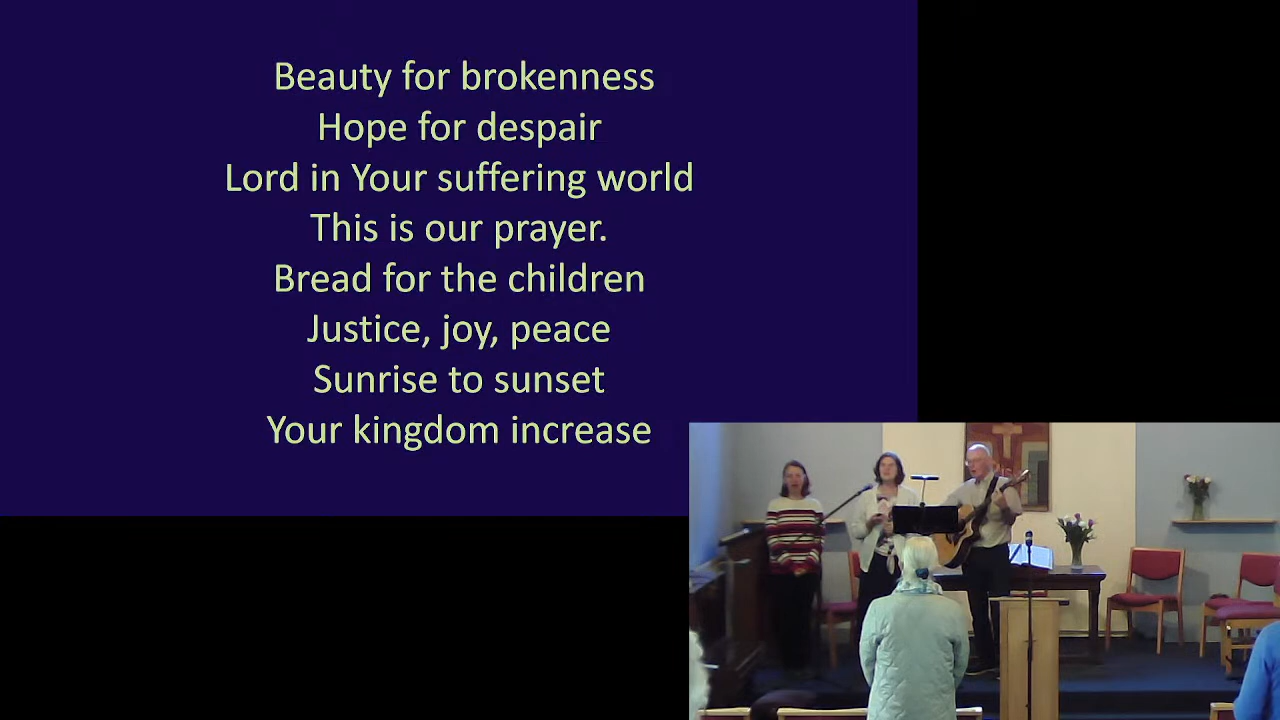 Beauty for brokenness
Hope for despair
Lord in Your suffering world
This is our prayer.
Bread for the children
Justice, joy, peace
Sunrise to sunset
Your kingdom increase